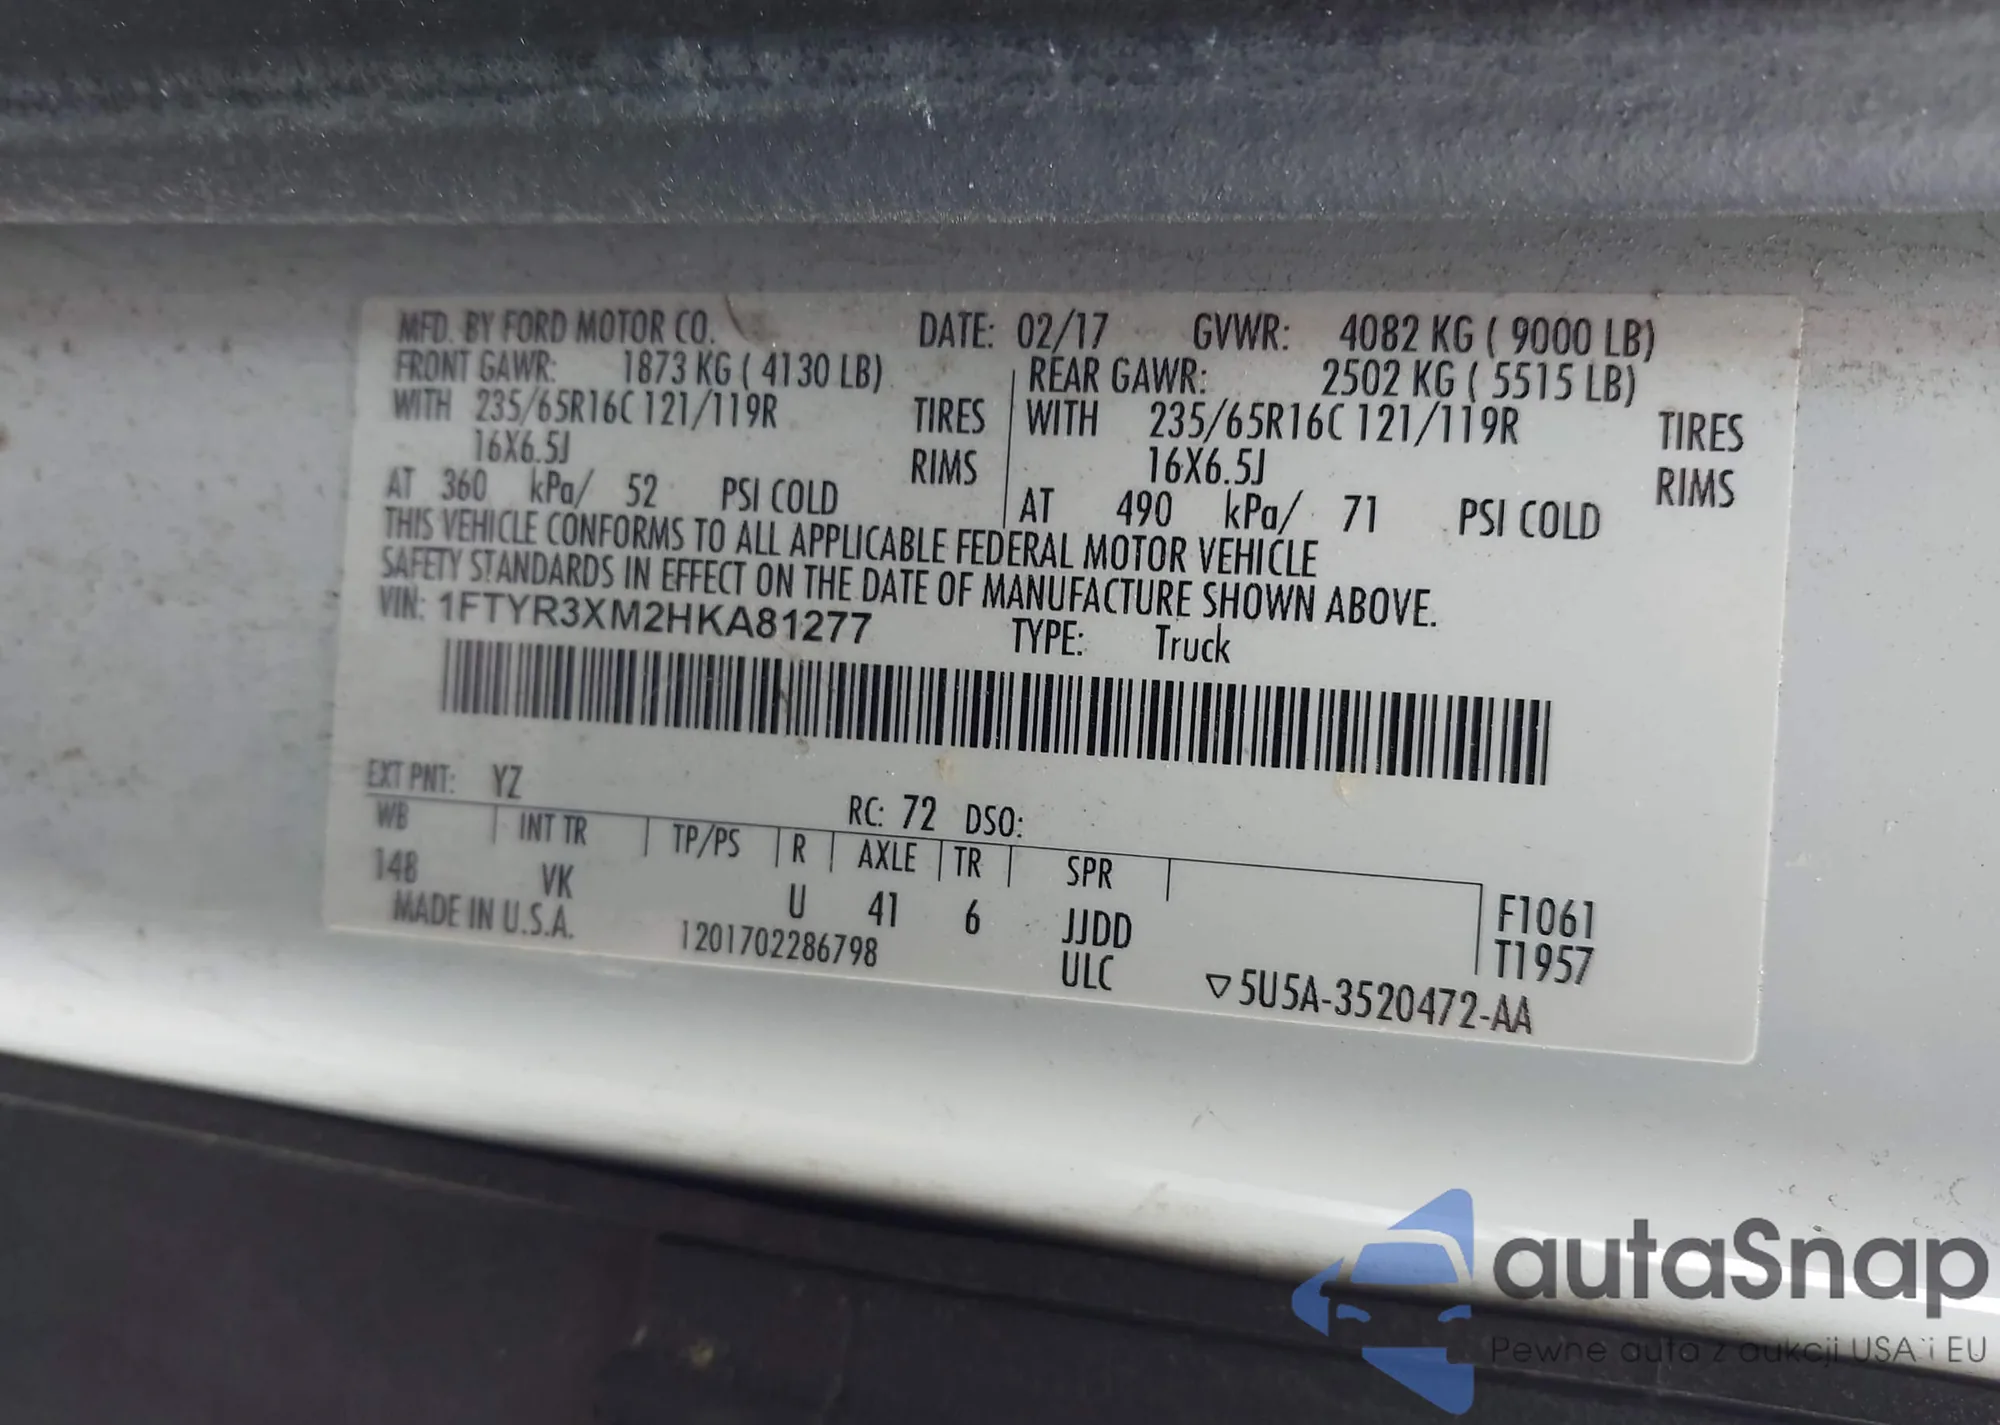 MFD. BY FORD MOTOR CO. DATE: 02/17 GVWR: 4082 KG ( 9000 LB)
FRONT GAWR: 1873 KG ( 4130 LB) REAR GAWR: 2502 KG ( 5515 LB)
WITH 235/65R16C 121/119R TIRES WITH 235/65R16C 121/119R TIRES
16X6.5J RIMS 16X6.5J RIMS
AT 360 kPa/ 52 PSI COLD AT 490 kPa/ 71 PSI COLD
THIS VEHICLE CONFORMS TO ALL APPLICABLE FEDERAL MOTOR VEHICLE
SAFETY STANDARDS IN EFFECT ON THE DATE OF MANUFACTURE SHOWN ABOVE.
VIN: 1FTYR3XM2HKA81277 TYPE: Truck
EXT PNT: YZ RC: 72 DSO:
WB INT TR TP/PS R AXLE TR SPR
148 VK U 41 6 JJDD F1061
MADE IN U.S.A. 1201702286798 ULC T1957
▽5U5A-3520472-AA
autaSnap
Pewne auta z aukcji USA i EU